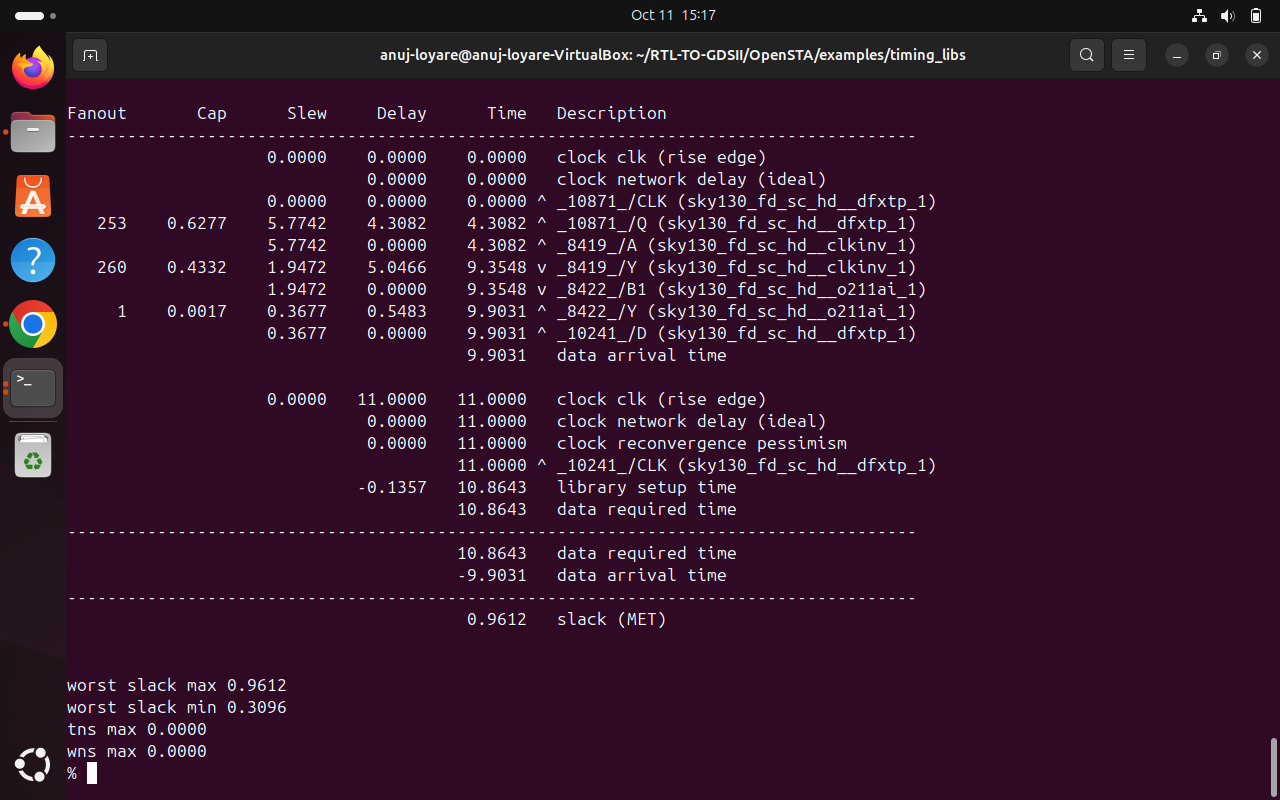 Oct 11 15:17
anuj-loyare@anuj-loyare-VirtualBox: ~/RTL-TO-GDSII/OpenSTA/examples/timing_libs
Fanout       Cap      Slew     Delay      Time   Description
-------------------------------------------------------------------------------------
                    0.0000    0.0000    0.0000   clock clk (rise edge)
                              0.0000    0.0000   clock network delay (ideal)
                    0.0000    0.0000    0.0000 ^ _10871_/CLK (sky130_fd_sc_hd__dfxtp_1)
   253    0.6277    5.7742    4.3082    4.3082 ^ _10871_/Q (sky130_fd_sc_hd__dfxtp_1)
                    5.7742    0.0000    4.3082 ^ _8419_/A (sky130_fd_sc_hd__clkinv_1)
   260    0.4332    1.9472    5.0466    9.3548 v _8419_/Y (sky130_fd_sc_hd__clkinv_1)
                    1.9472    0.0000    9.3548 v _8422_/B1 (sky130_fd_sc_hd__o211ai_1)
     1    0.0017    0.3677    0.5483    9.9031 ^ _8422_/Y (sky130_fd_sc_hd__o211ai_1)
                    0.3677    0.0000    9.9031 ^ _10241_/D (sky130_fd_sc_hd__dfxtp_1)
                                        9.9031   data arrival time
                    0.0000   11.0000   11.0000   clock clk (rise edge)
                              0.0000   11.0000   clock network delay (ideal)
                              0.0000   11.0000   clock reconvergence pessimism
                                       11.0000 ^ _10241_/CLK (sky130_fd_sc_hd__dfxtp_1)
                             -0.1357   10.8643   library setup time
                                       10.8643   data required time
-------------------------------------------------------------------------------------
                                       10.8643   data required time
                                       -9.9031   data arrival time
-------------------------------------------------------------------------------------
                                        0.9612   slack (MET)
worst slack max 0.9612
worst slack min 0.3096
tns max 0.0000
wns max 0.0000
%